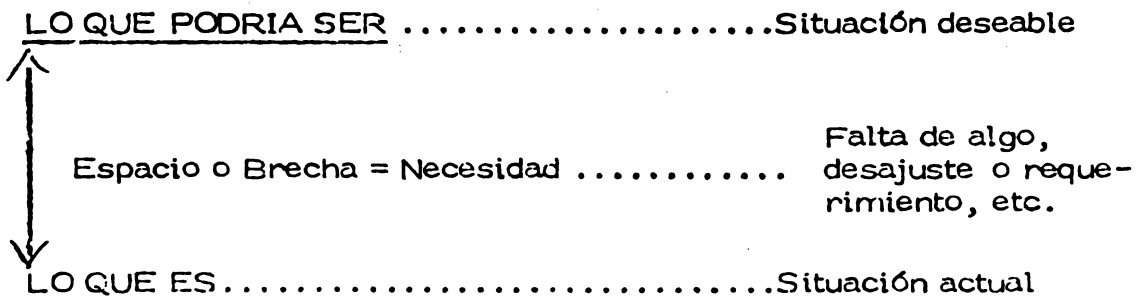 LO QUE PODRIA SER .....................Situación deseable
Falta de algo,
Espacio o Brecha = Necesidad ............ desajuste o reque-
rimiento, etc.
LO QUE ES................................Situación actual